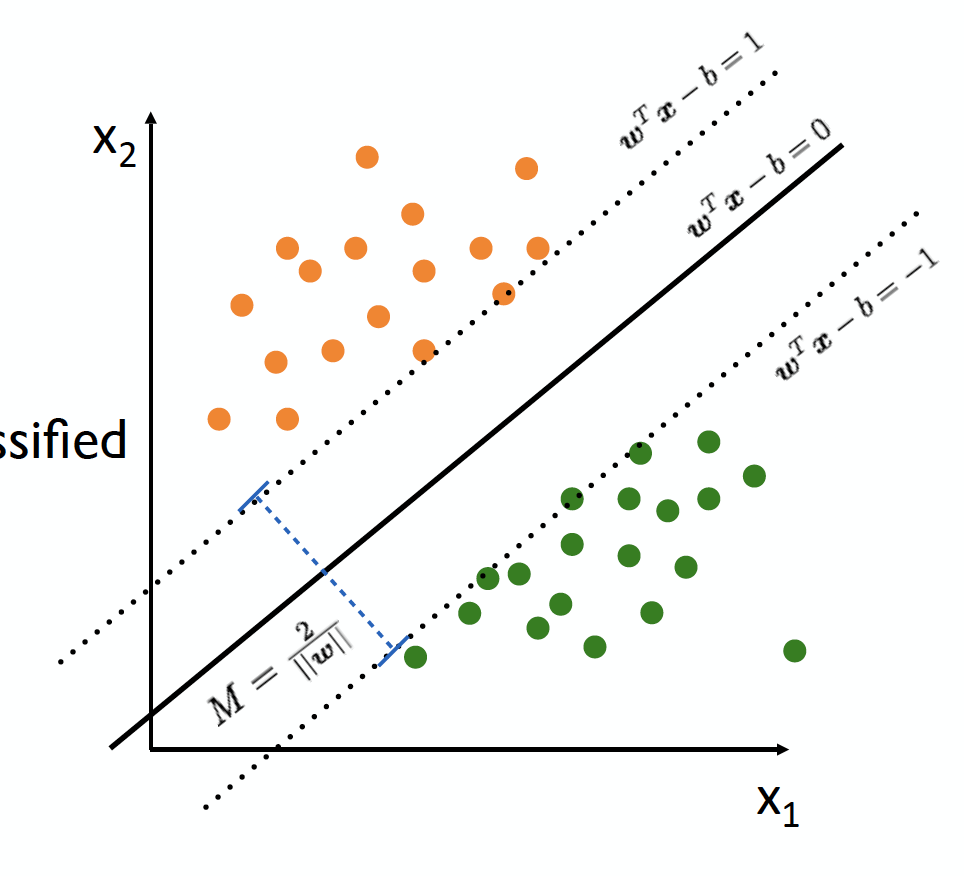 x₂
wᵀx − b = 1
wᵀx − b = 0
wᵀx − b = −1
ssified
M = 2/||w||
x₁